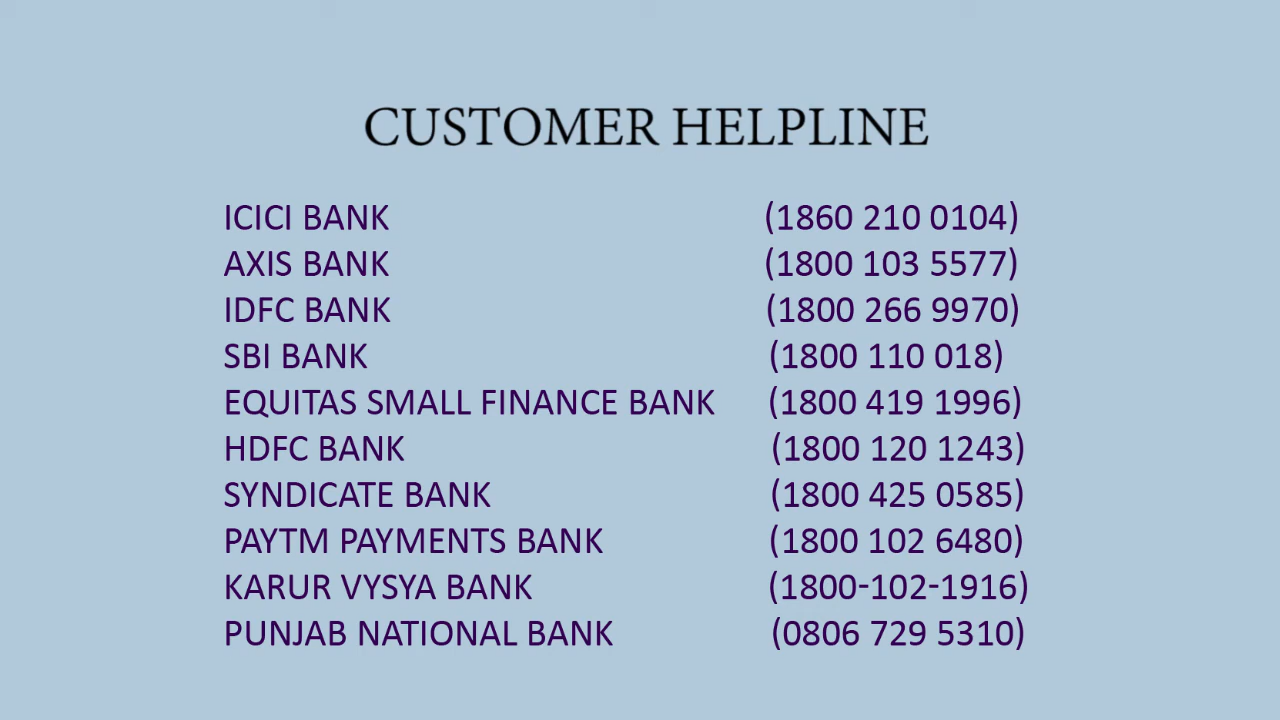 CUSTOMER HELPLINE
ICICI BANK (1860 210 0104)
AXIS BANK (1800 103 5577)
IDFC BANK (1800 266 9970)
SBI BANK (1800 110 018)
EQUITAS SMALL FINANCE BANK (1800 419 1996)
HDFC BANK (1800 120 1243)
SYNDICATE BANK (1800 425 0585)
PAYTM PAYMENTS BANK (1800 102 6480)
KARUR VYSYA BANK (1800-102-1916)
PUNJAB NATIONAL BANK (0806 729 5310)